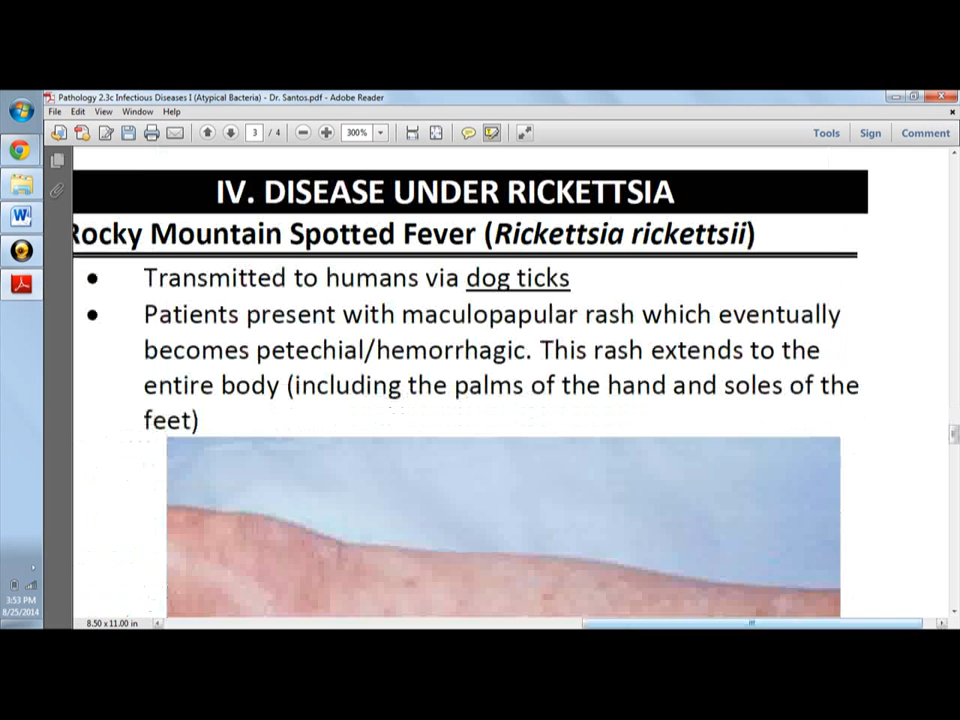 Pathology 2.3c Infectious Diseases I (Atypical Bacteria) - Dr. Santos.pdf - Adobe Reader
File Edit View Window Help
3 / 4 300% Tools Sign Comment
IV. DISEASE UNDER RICKETTSIA
Rocky Mountain Spotted Fever (Rickettsia rickettsii)
• Transmitted to humans via dog ticks
• Patients present with maculopapular rash which eventually
becomes petechial/hemorrhagic. This rash extends to the
entire body (including the palms of the hand and soles of the
feet)
3:53 PM
8/25/2014
8.50 x 11.00 in